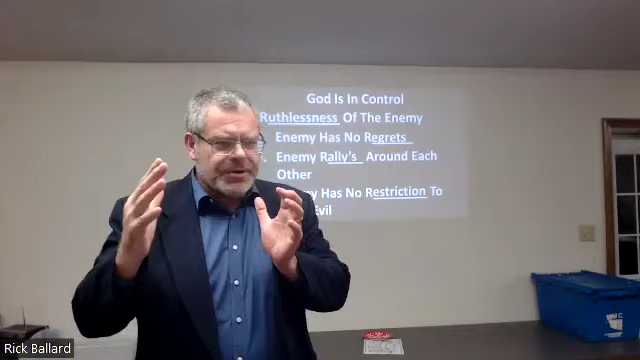 God Is In Control
Ruthlessness Of The Enemy
Enemy Has No Regrets
Enemy Rally's Around Each
Other
Has No Restriction To
Evil
Rick Ballard